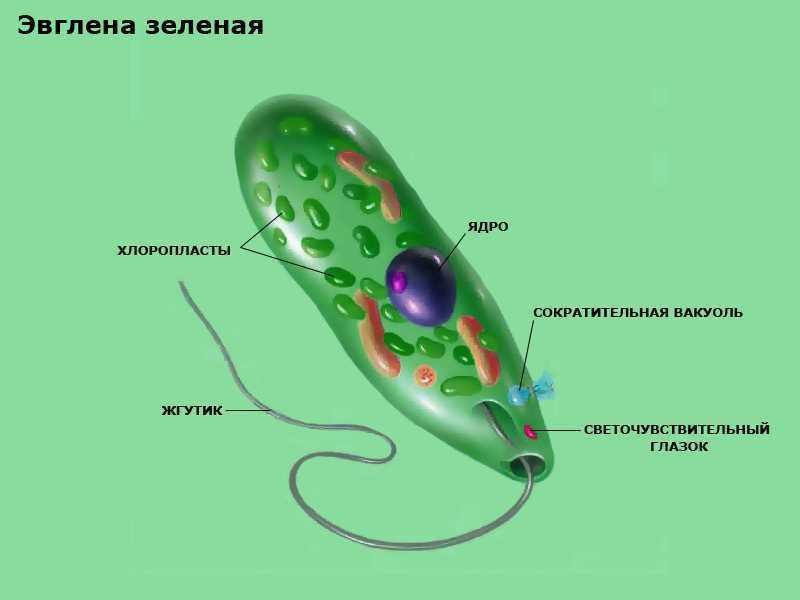 Эвглена зеленая
ЯДРО
ХЛОРОПЛАСТЫ
СОКРАТИТЕЛЬНАЯ ВАКУОЛЬ
ЖГУТИК
СВЕТОЧУВСТВИТЕЛЬНЫЙ
ГЛАЗОК